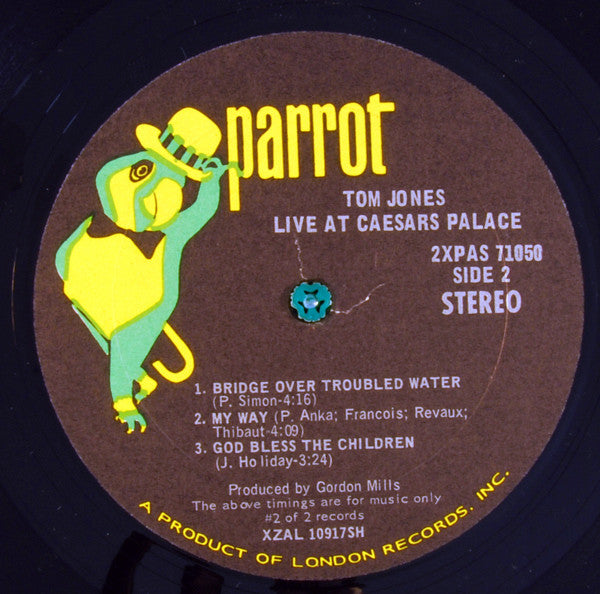 parrot
TOM JONES
LIVE AT CAESARS PALACE
2XPAS 71050
SIDE 2
STEREO
1. BRIDGE OVER TROUBLED WATER
(P. Simon-4:16)
2. MY WAY (P. Anka; Francois; Revaux;
Thibaut-4:09)
3. GOD BLESS THE CHILDREN
(J. Holiday-3:24)
Produced by Gordon Mills
The above timings are for music only
#2 of 2 records
XZAL 10917SH
A PRODUCT OF LONDON RECORDS, INC.